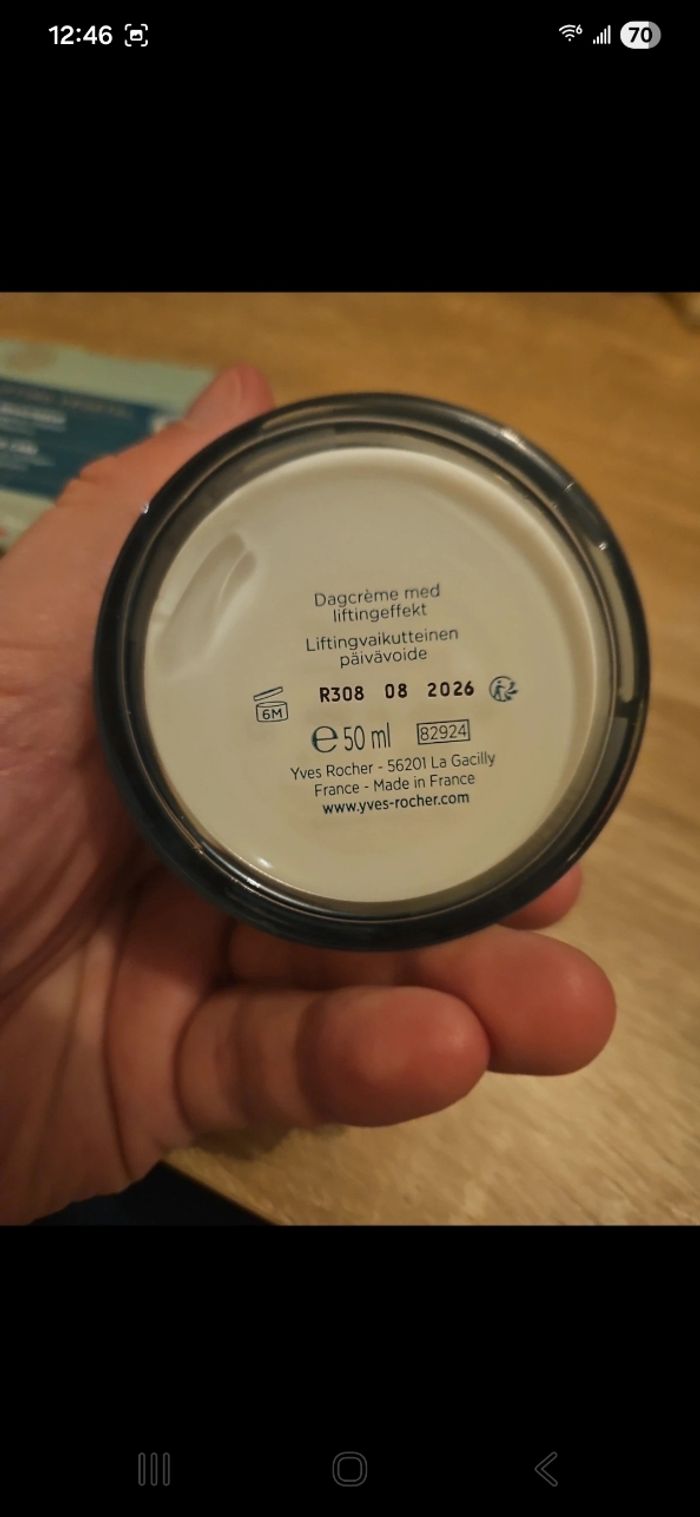 12:46
70
Dagcrème med
liftingeffekt
Liftingvaikutteinen
päivävoide
R308 08 2026
6M
e 50 ml 82924
Yves Rocher - 56201 La Gacilly
France - Made in France
www.yves-rocher.com